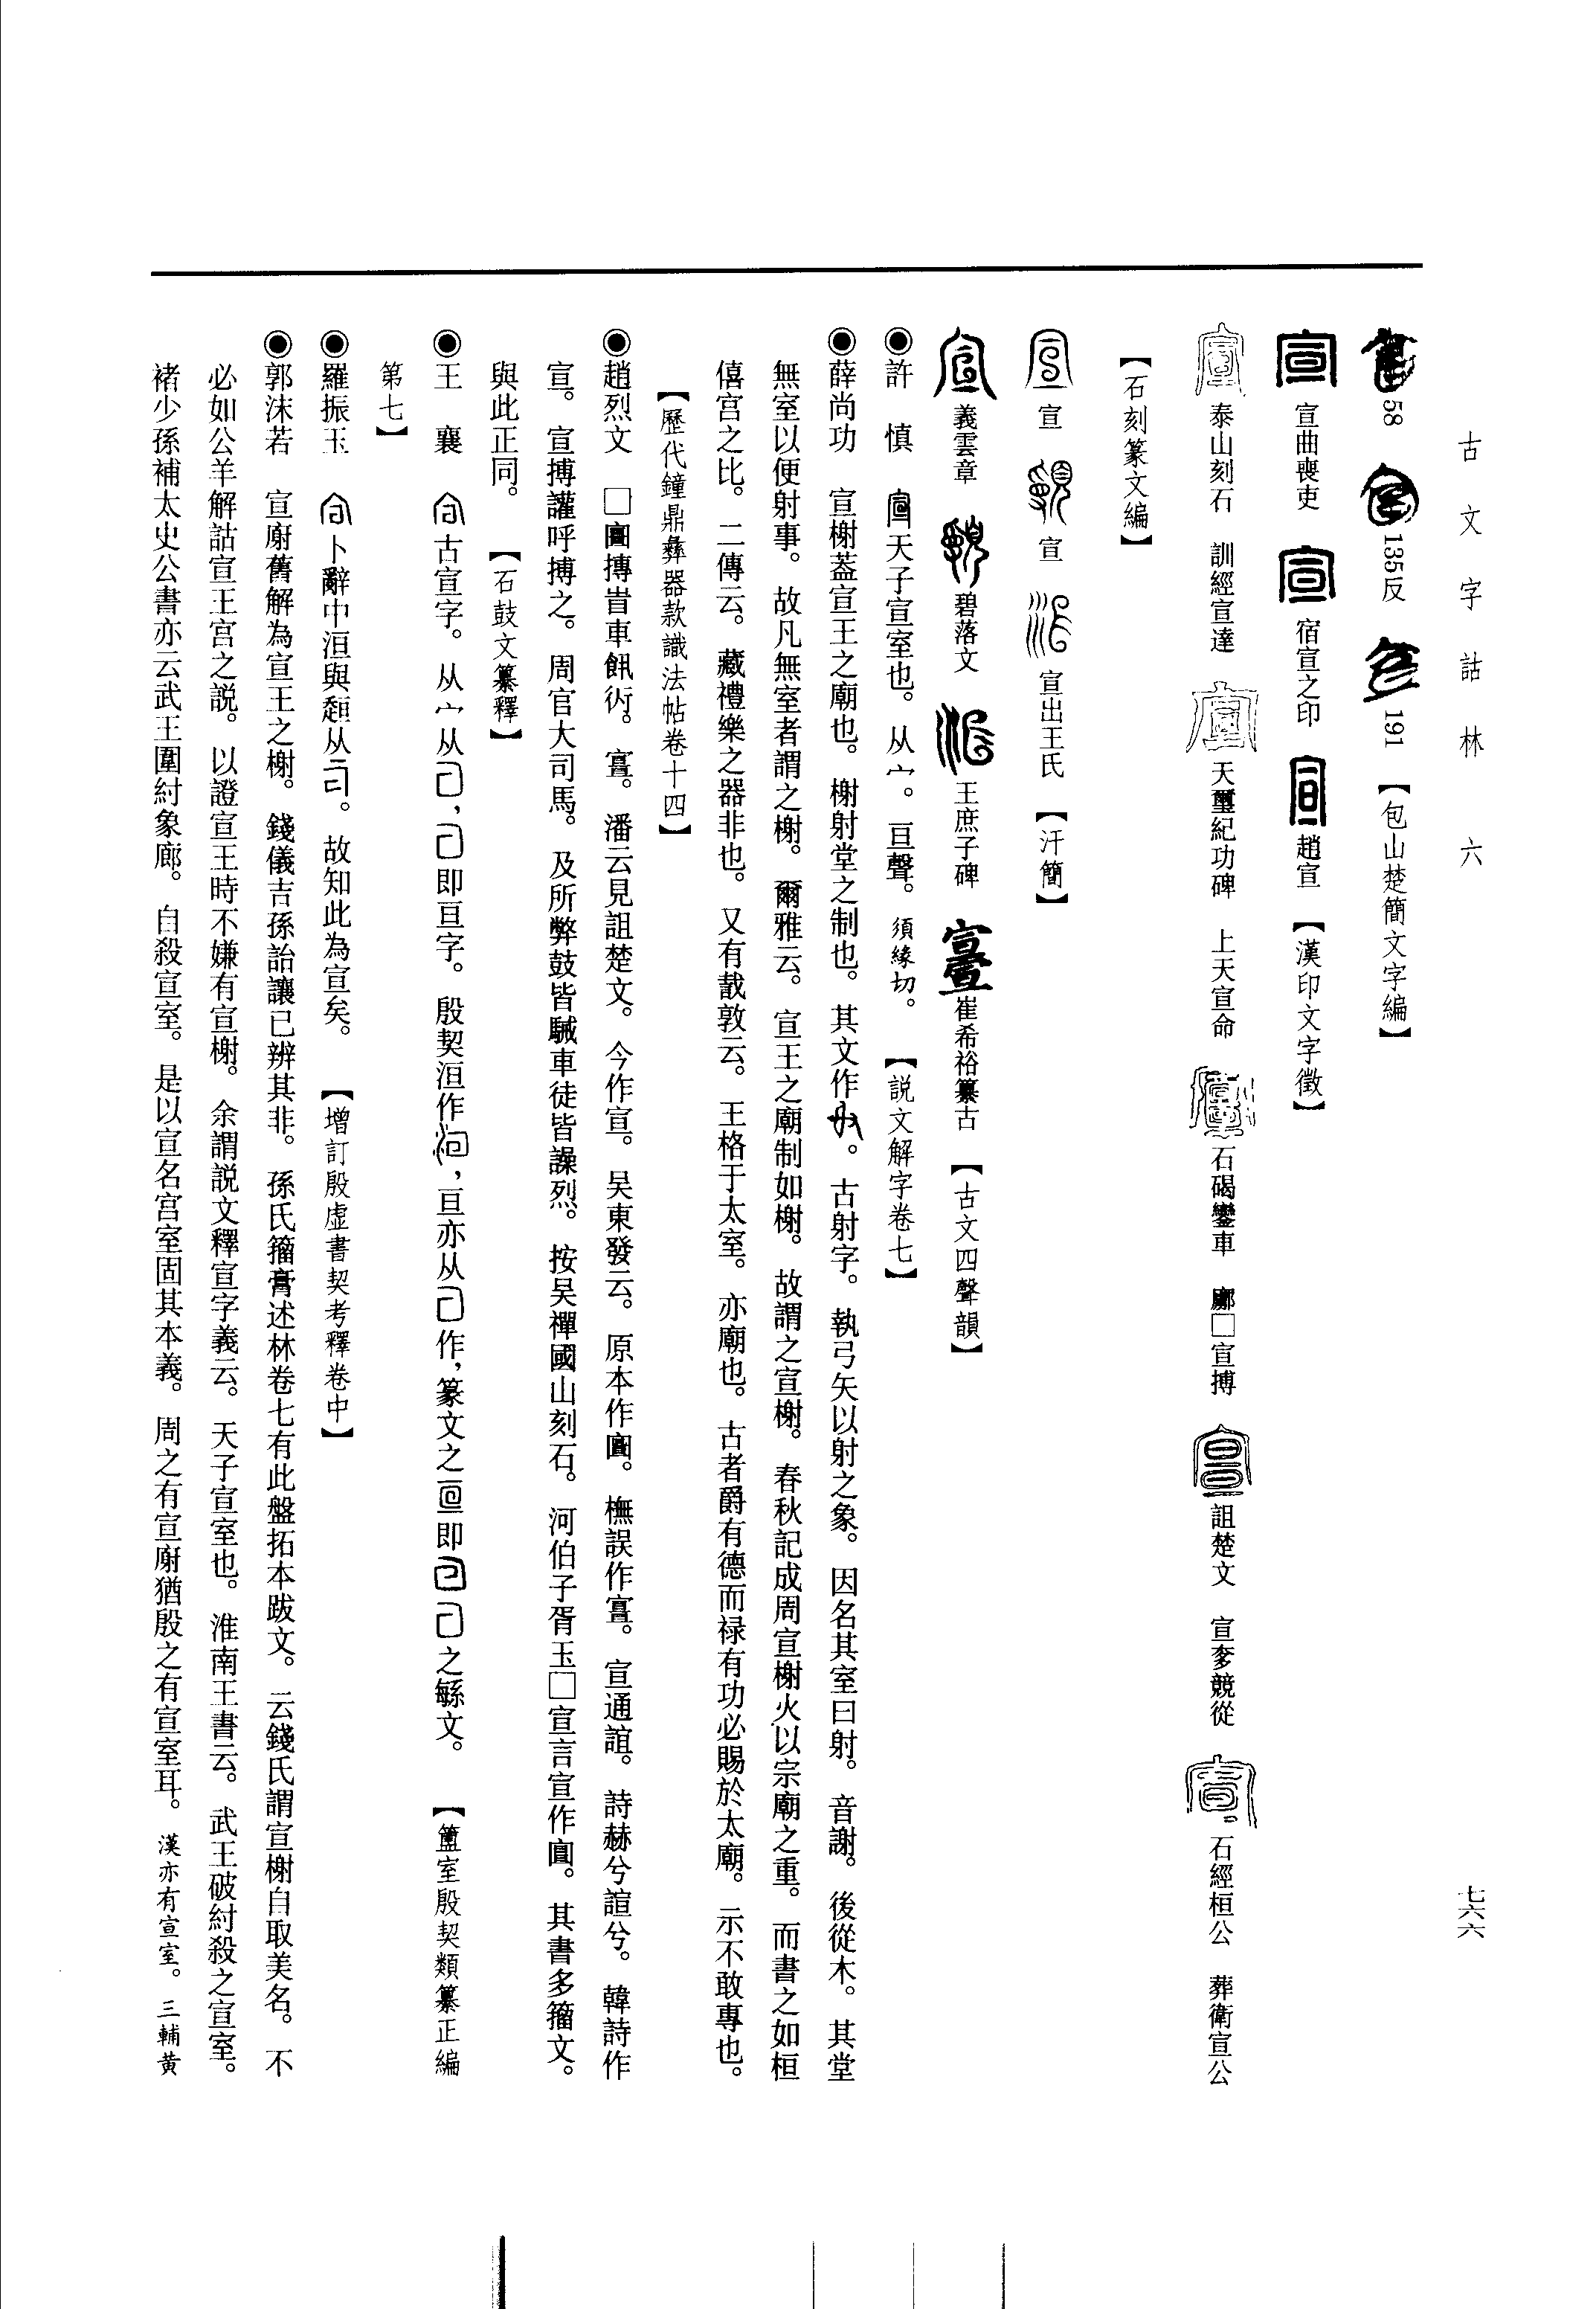 古文字詁林 六
七六六
58 135反 191 【包山楚簡文字編】
宣曲喪吏 宿宣之印 趙宣 【漢印文字徵】
泰山刻石 訓經宣達 天璽紀功碑 上天宣命 石碣鑾車 廓□宣搏 詛楚文 宣奓競從 石經桓公 葬衛宣公
【石刻篆文編】
宣 宣 宣出王氏 【汗簡】
義雲章 碧落文 王庶子碑 崔希裕纂古 【古文四聲韻】
◉許 慎 宣天子宣室也。从宀。亘聲。須緣切。 【説文解字卷七】
◉薛尚功 宣榭葢宣王之廟也。榭射堂之制也。其文作。古射字。執弓矢以射之象。因名其室曰射。音謝。後從木。其堂
無室以便射事。故凡無室者謂之榭。爾雅云。宣王之廟制如榭。故謂之宣榭。春秋記成周宣榭火以宗廟之重。而書之如桓
僖宫之比。二傳云。藏禮樂之器非也。又有敦云。王格于太室。亦廟也。古者爵有德而禄有功必賜於太廟。示不敢專也。
【歷代鐘鼎彝器款識法帖卷十四】
◉趙烈文 □搏車。潘云見詛楚文。今作宣。吴東發云。原本作。橅誤作。宣通諠。詩赫兮諠兮。韓詩作
宣。宣搏讙呼搏之。周官大司馬。及所弊鼓皆駴車徒皆譟烈。按吴禪國山刻石。河伯子胥玉□宣言宣作。其書多籀文。
與此正同。 【石鼓文纂釋】
◉王 襄 古宣字。从宀从，即亘字。殷契洹作，亘亦从作，篆文之即之緐文。 【簠室殷契類纂正編
第七】
◉羅振玉 卜辭中洹與从。故知此為宣矣。 【增訂殷虛書契考釋卷中】
◉郭沫若 宣廚舊解為宣王之榭。錢儀吉孫詒讓已辨其非。孫氏籀膏述林卷七有此盤拓本跋文。云錢氏謂宣榭自取美名。不
必如公羊解詁宣王宫之説。以證宣王時不嫌有宣榭。余謂説文釋宣字義云。天子宣室也。淮南王書云。武王破紂殺之宣室。
褚少孫補太史公書亦云武王圍紂象廊。自殺宣室。是以宣名宫室固其本義。周之有宣廚猶殷之有宣室耳。漢亦有宣室。三輔黄